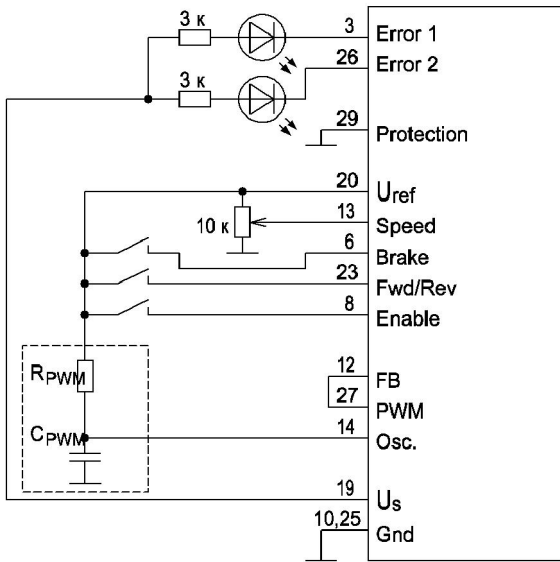 3 к
3
Error 1
26
Error 2
3 к
29
Protection
20
Uref
13
Speed
10 к
6
Brake
23
Fwd/Rev
8
Enable
RPWM
12
FB
27
PWM
CPWM
14
Osc.
19
Us
10,25
Gnd